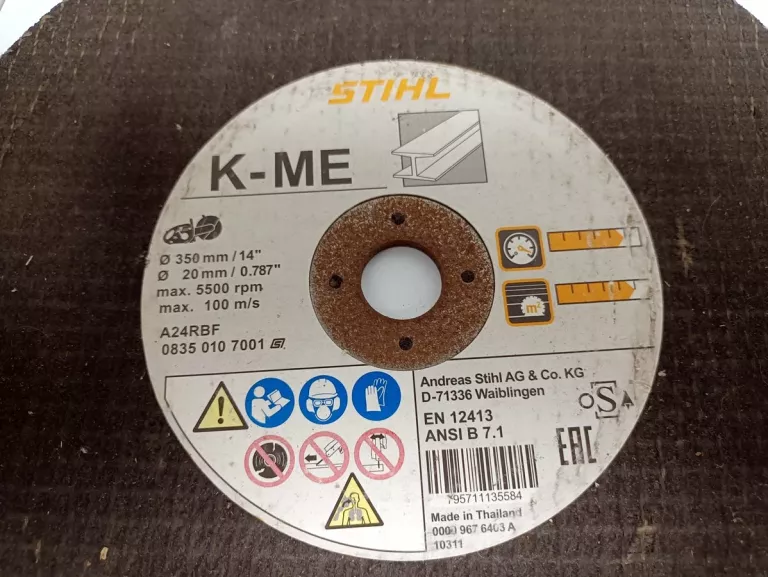 STIHL
K-ME
Ø 350 mm / 14"
Ø 20 mm / 0.787"
max. 5500 rpm
max. 100 m/s
A24RBF
0835 010 7001
m²
Andreas Stihl AG & Co. KG
D-71336 Waiblingen
EN 12413
ANSI B 7.1
oSA
EAC
795711135584
Made in Thailand
0000 967 6403 A
10311